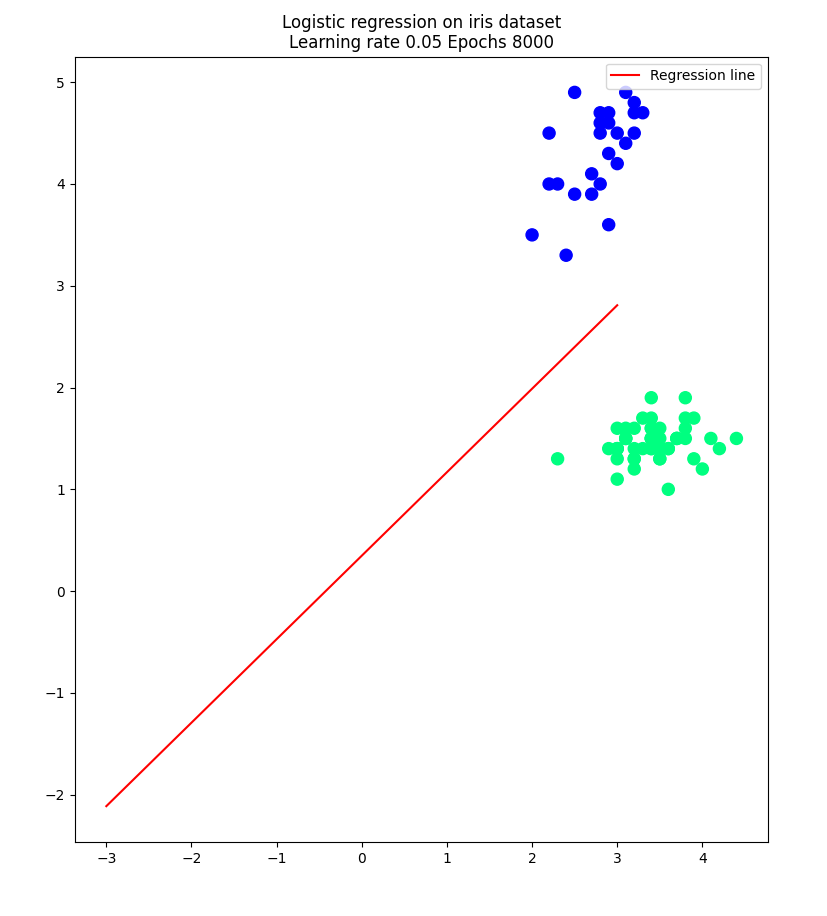 Logistic regression on iris dataset
Learning rate 0.05 Epochs 8000
Regression line
5
4
3
2
1
0
−1
−2
−3 −2 −1 0 1 2 3 4